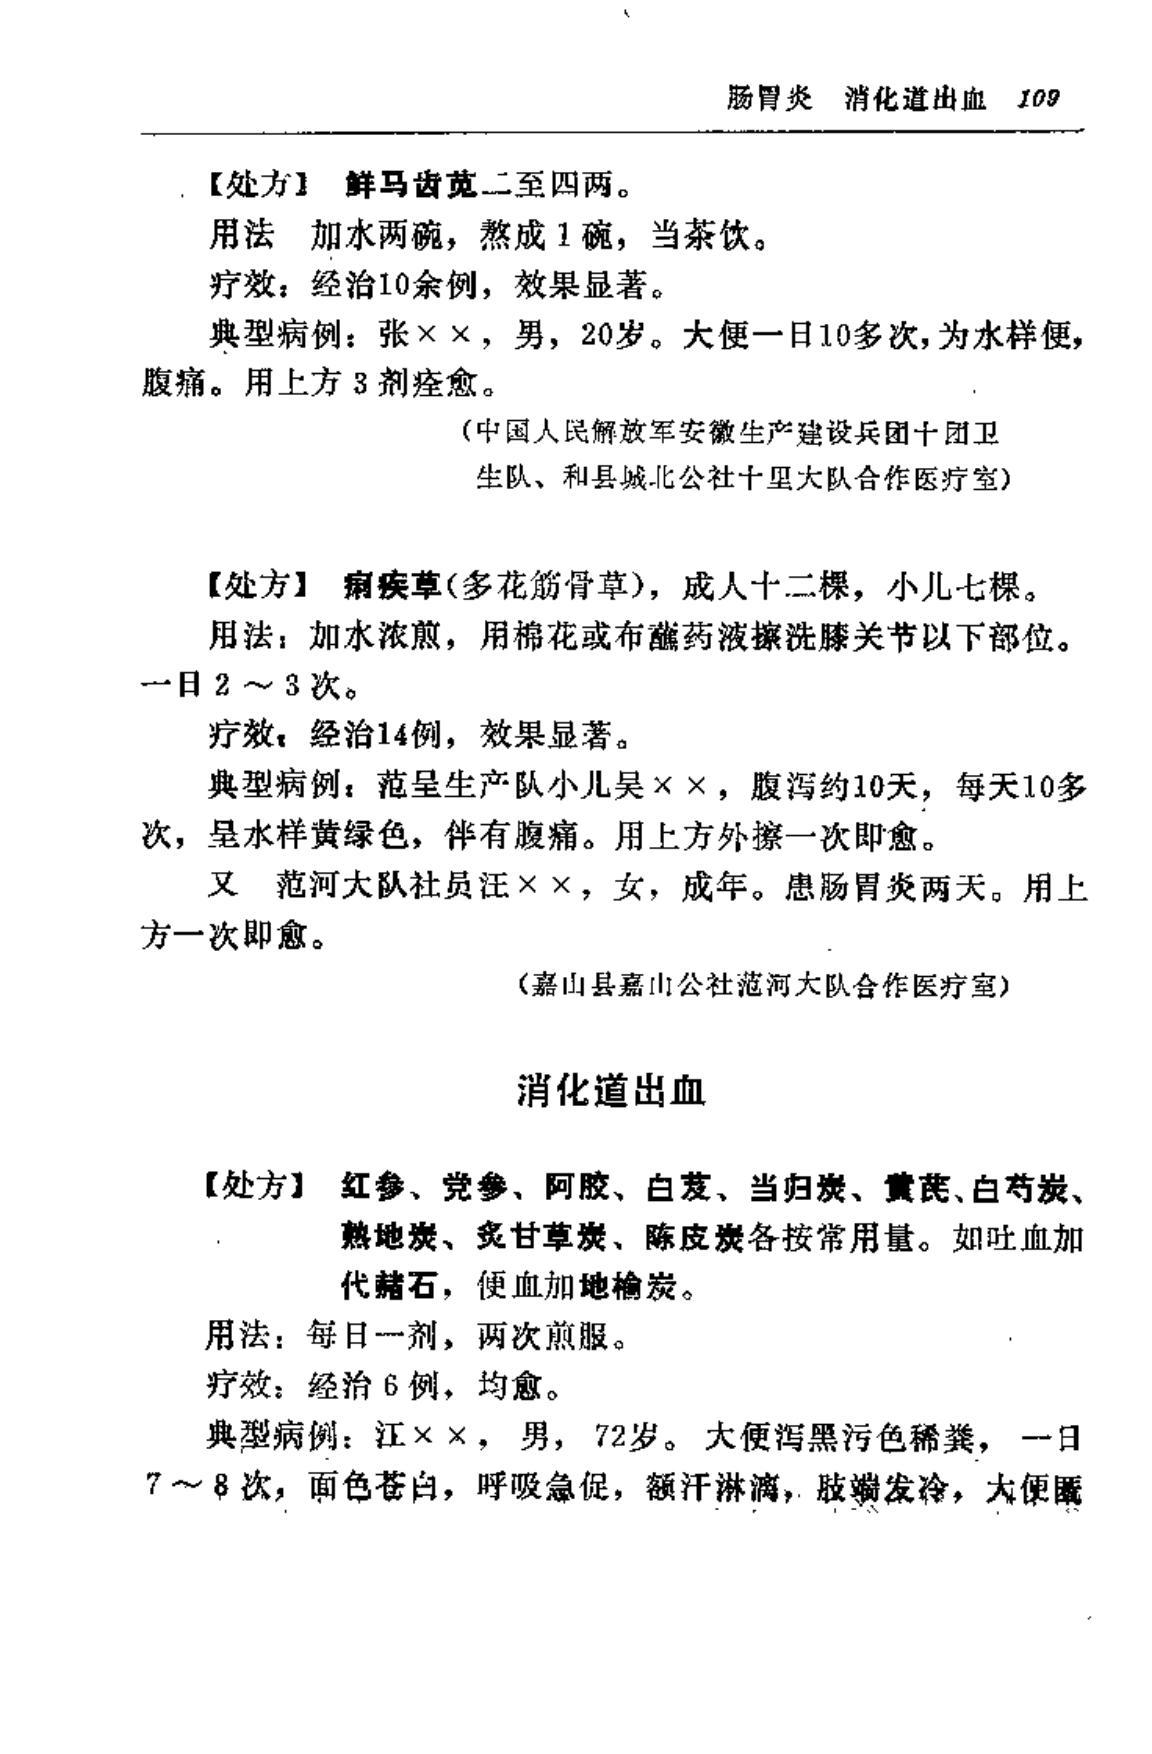 肠胃炎　消化道出血　109
【处方】　鲜马齿苋二至四两。
用法　加水两碗，熬成1碗，当茶饮。
疗效：经治10余例，效果显著。
典型病例：张××，男，20岁。大便一日10多次，为水样便，
腹痛。用上方3剂痊愈。
（中国人民解放军安徽生产建设兵团十团卫
生队、和县城北公社十里大队合作医疗室）
【处方】　痢疾草(多花筋骨草)，成人十二棵，小儿七棵。
用法：加水浓煎，用棉花或布蘸药液擦洗膝关节以下部位。
一日2～3次。
疗效：经治14例，效果显著。
典型病例：范呈生产队小儿吴××，腹泻约10天，每天10多
次，呈水样黄绿色，伴有腹痛。用上方外擦一次即愈。
又　范河大队社员汪××，女，成年。患肠胃炎两天。用上
方一次即愈。
（嘉山县嘉山公社范河大队合作医疗室）
消化道出血
【处方】　红参、党参、阿胶、白芨、当归炭、黄芪、白芍炭、
熟地炭、炙甘草炭、陈皮炭各按常用量。如吐血加
代赭石，便血加地榆炭。
用法：每日一剂，两次煎服。
疗效：经治6例，均愈。
典型病例：江××，男，72岁。大便泻黑污色稀粪，一日
7～8次，面色苍白，呼吸急促，额汗淋漓，肢端发冷，大便匿